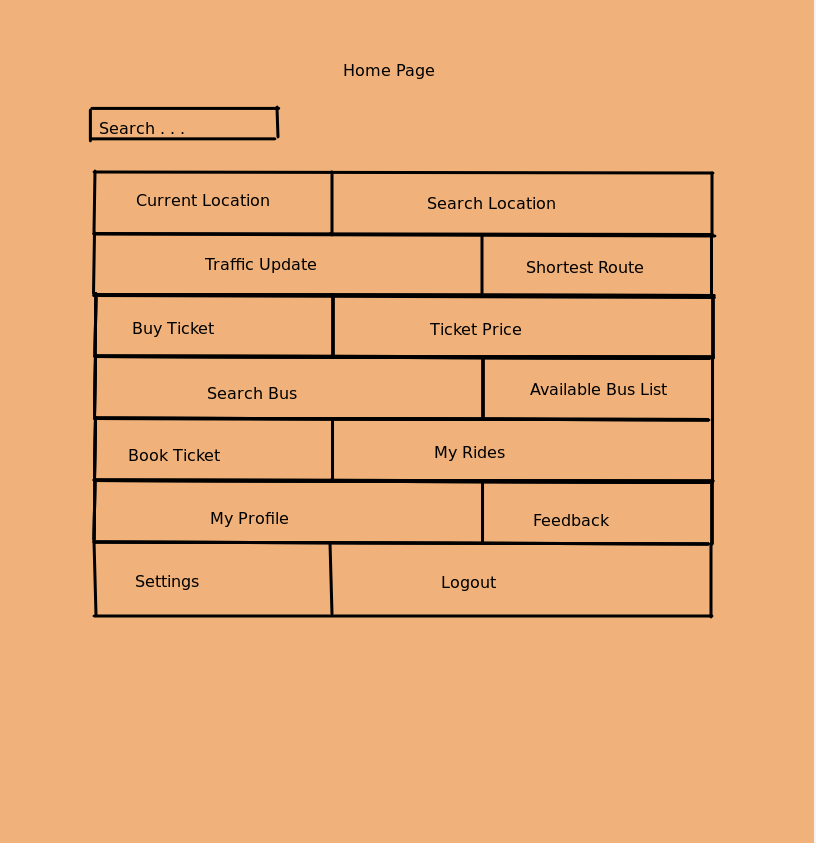 Home Page
Search . . .
Current Location
Search Location
Traffic Update
Shortest Route
Buy Ticket
Ticket Price
Search Bus
Available Bus List
Book Ticket
My Rides
My Profile
Feedback
Settings
Logout